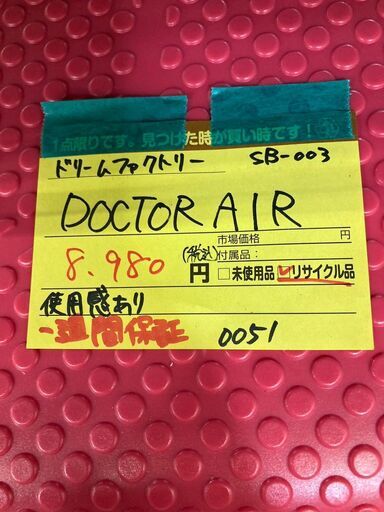 1点限りです。見つけた時が買い時です!
ドリームファクトリー SB-003
DOCTOR AIR
市場価格 円
8.980 (税込) 円 付属品:
□未使用品 ☑リサイクル品
使用感あり
一週間保証 0051